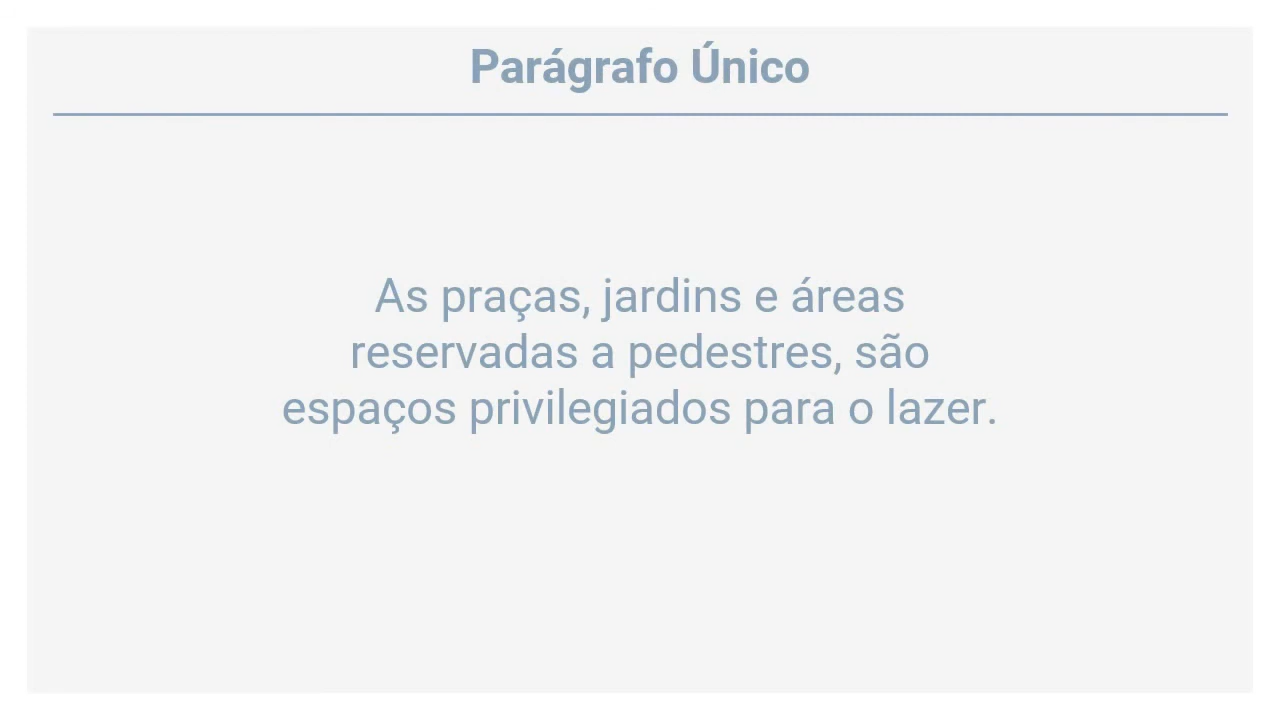 Parágrafo Único
As praças, jardins e áreas
reservadas a pedestres, são
espaços privilegiados para o lazer.